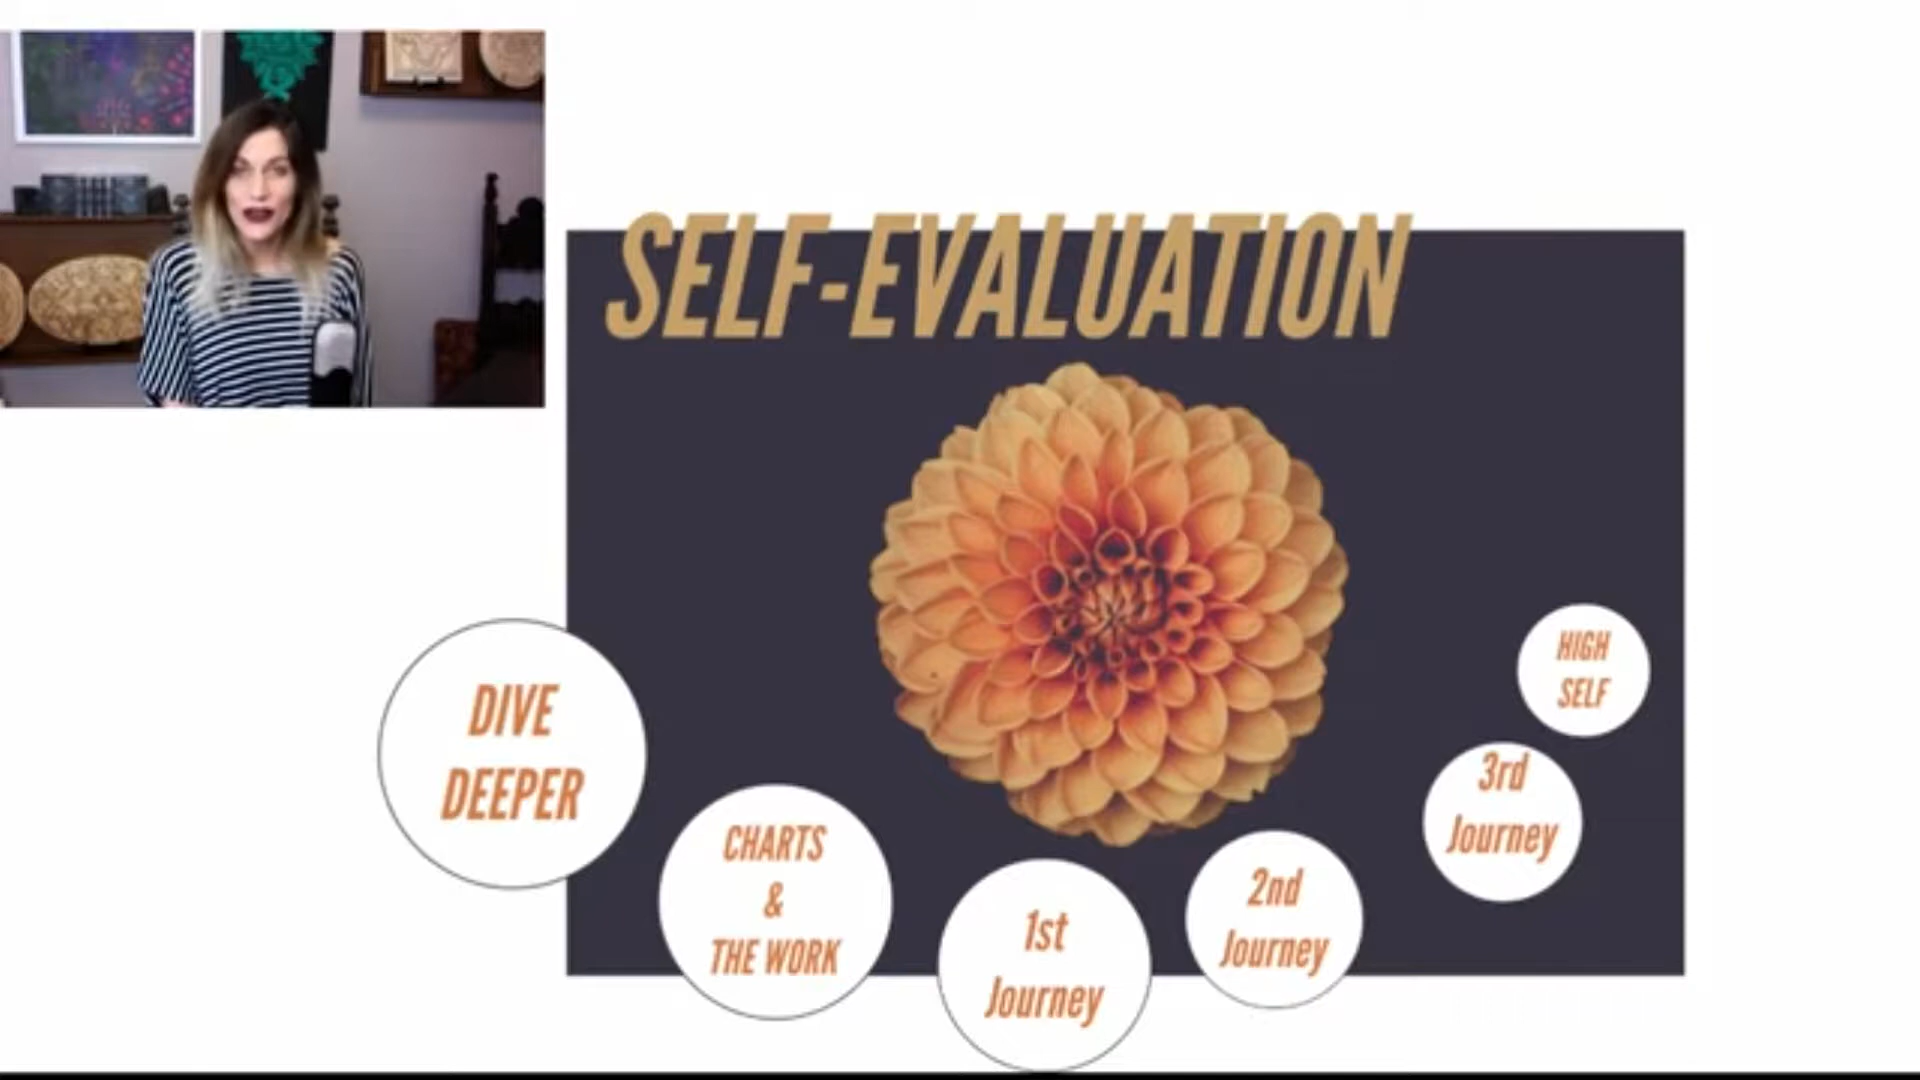 SELF-EVALUATION
DIVE
DEEPER
CHARTS
&
THE WORK
1st
Journey
2nd
Journey
3rd
Journey
HIGH
SELF